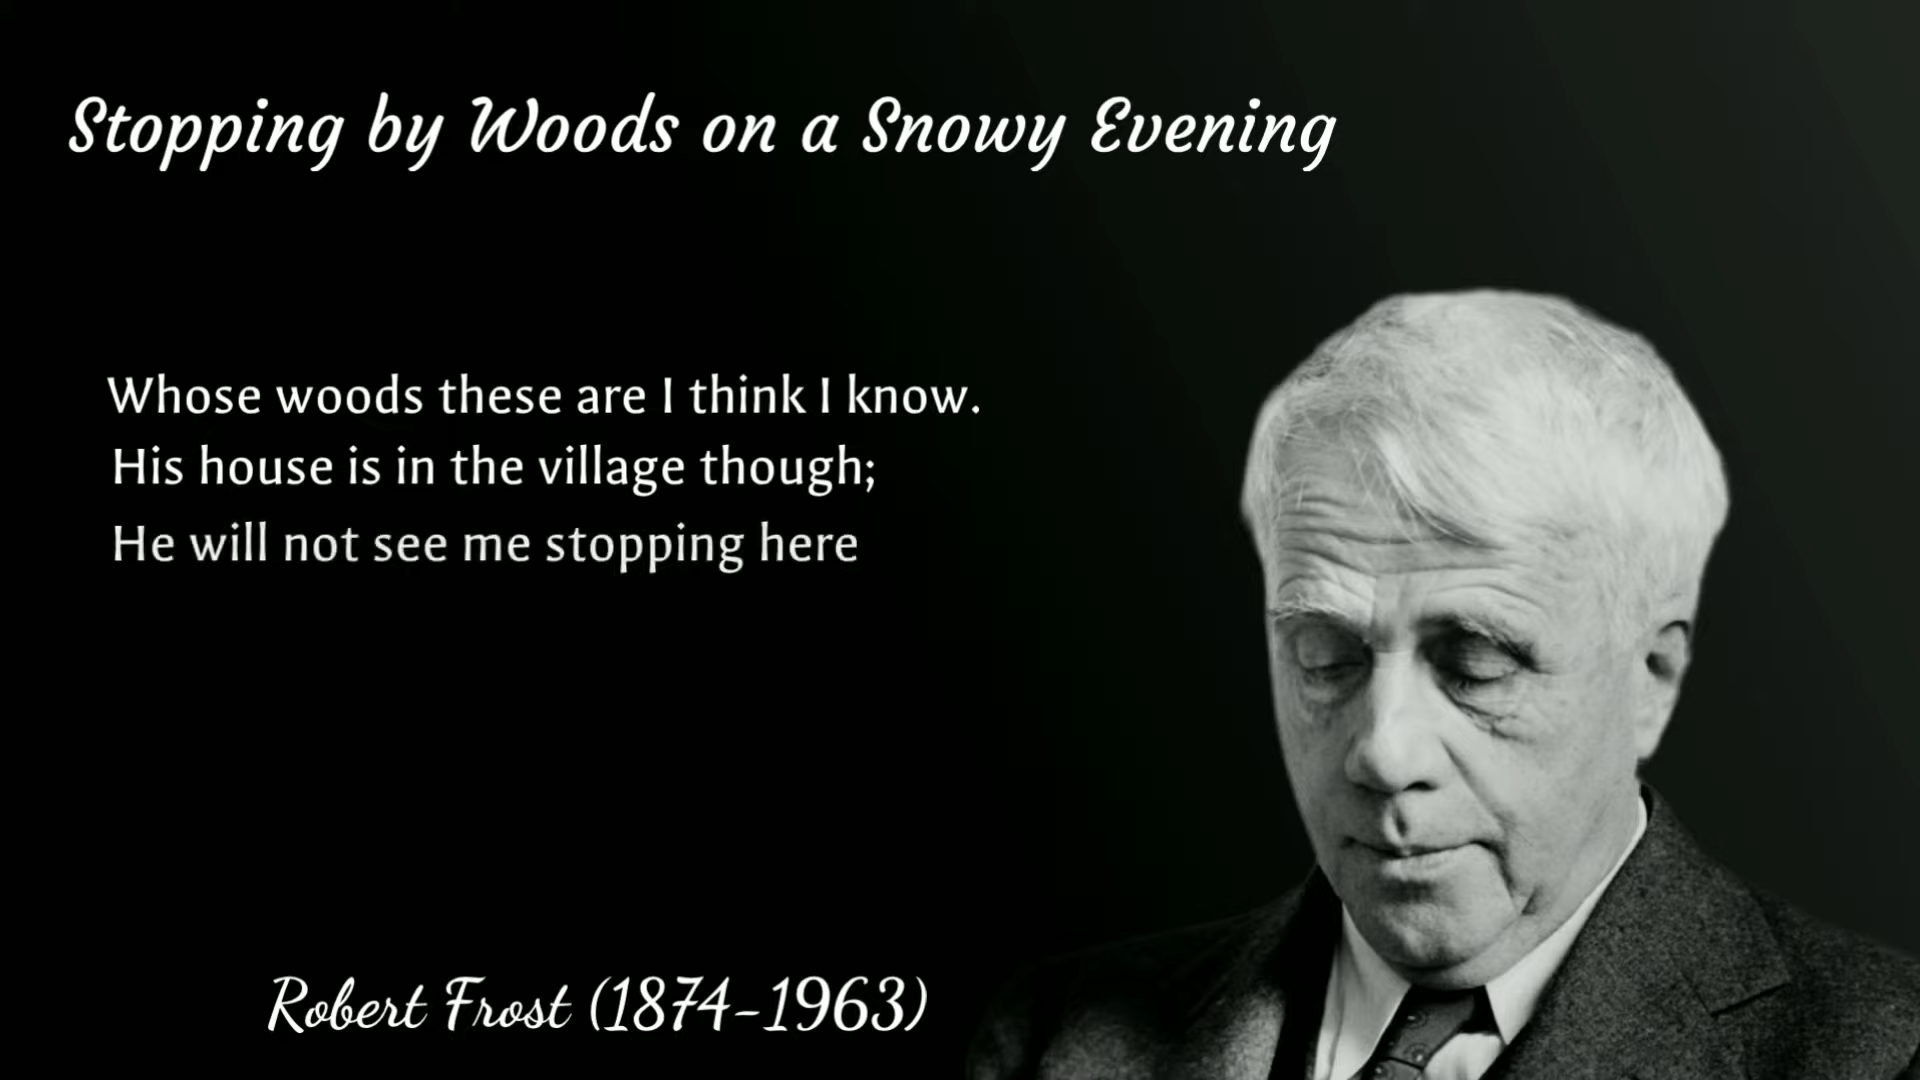 Stopping by Woods on a Snowy Evening
Whose woods these are I think I know.
His house is in the village though;
He will not see me stopping here
Robert Frost (1874-1963)